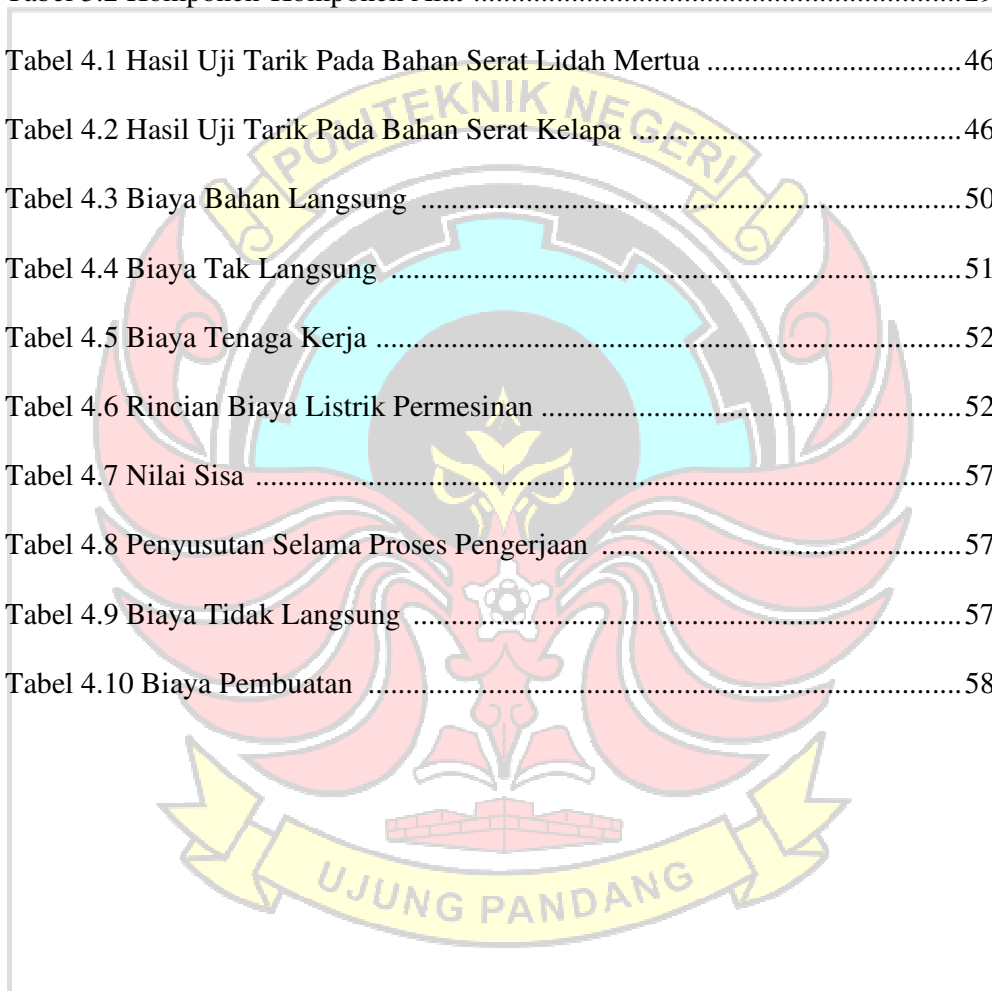 Tabel 4.1 Hasil Uji Tarik Pada Bahan Serat Lidah Mertua ................................46
Tabel 4.2 Hasil Uji Tarik Pada Bahan Serat Kelapa ..........................................46
Tabel 4.3 Biaya Bahan Langsung .....................................................................50
Tabel 4.4 Biaya Tak Langsung .........................................................................51
Tabel 4.5 Biaya Tenaga Kerja ..........................................................................52
Tabel 4.6 Rincian Biaya Listrik Permesinan .....................................................52
Tabel 4.7 Nilai Sisa .........................................................................................57
Tabel 4.8 Penyusutan Selama Proses Pengerjaan ..............................................57
Tabel 4.9 Biaya Tidak Langsung ......................................................................57
Tabel 4.10 Biaya Pembuatan ...........................................................................58
POLITEKNIK NEGERI
UJUNG PANDANG